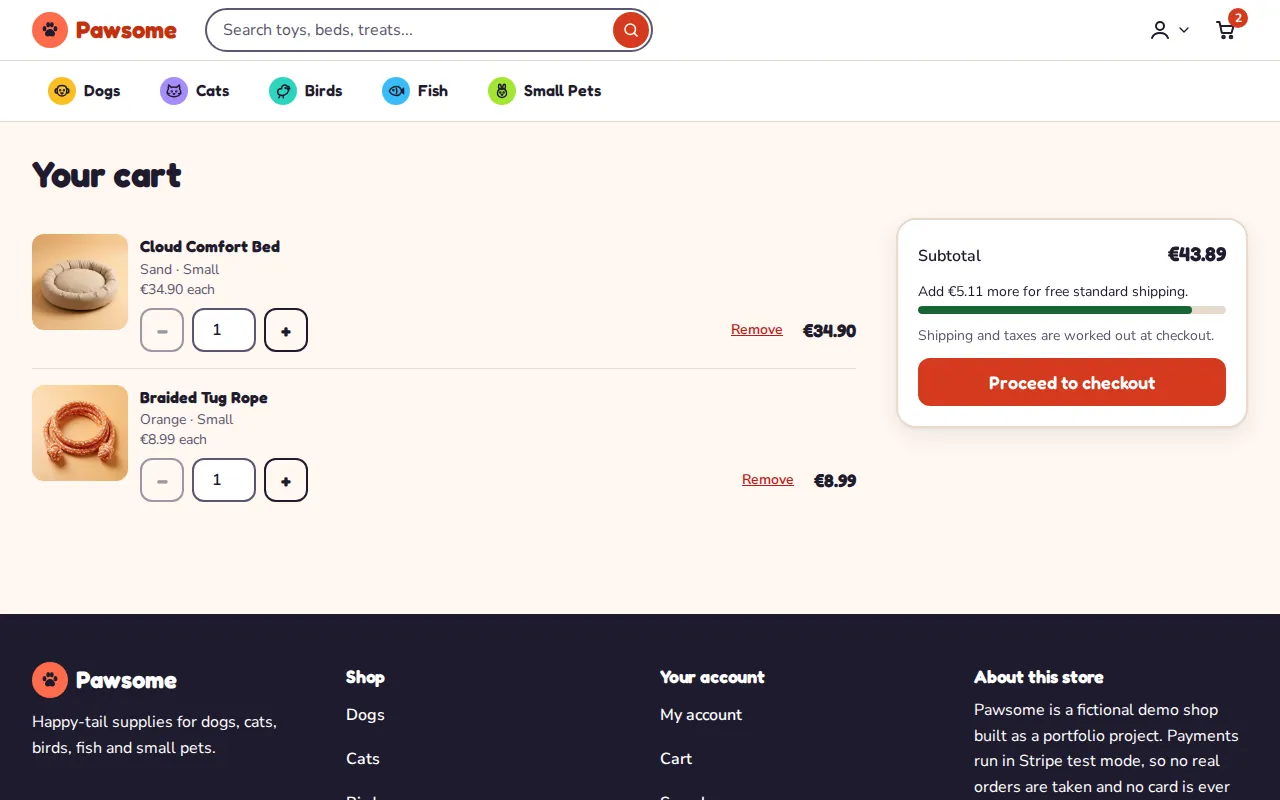 Pawsome
Search toys, beds, treats...
2
Dogs
Cats
Birds
Fish
Small Pets
Your cart
Cloud Comfort Bed
Sand · Small
€34.90 each
−
1
+
Remove
€34.90
Braided Tug Rope
Orange · Small
€8.99 each
−
1
+
Remove
€8.99
Subtotal
€43.89
Add €5.11 more for free standard shipping.
Shipping and taxes are worked out at checkout.
Proceed to checkout
Pawsome
Happy-tail supplies for dogs, cats,
birds, fish and small pets.
Shop
Dogs
Cats
Your account
My account
Cart
About this store
Pawsome is a fictional demo shop
built as a portfolio project. Payments
run in Stripe test mode, so no real
orders are taken and no card is ever